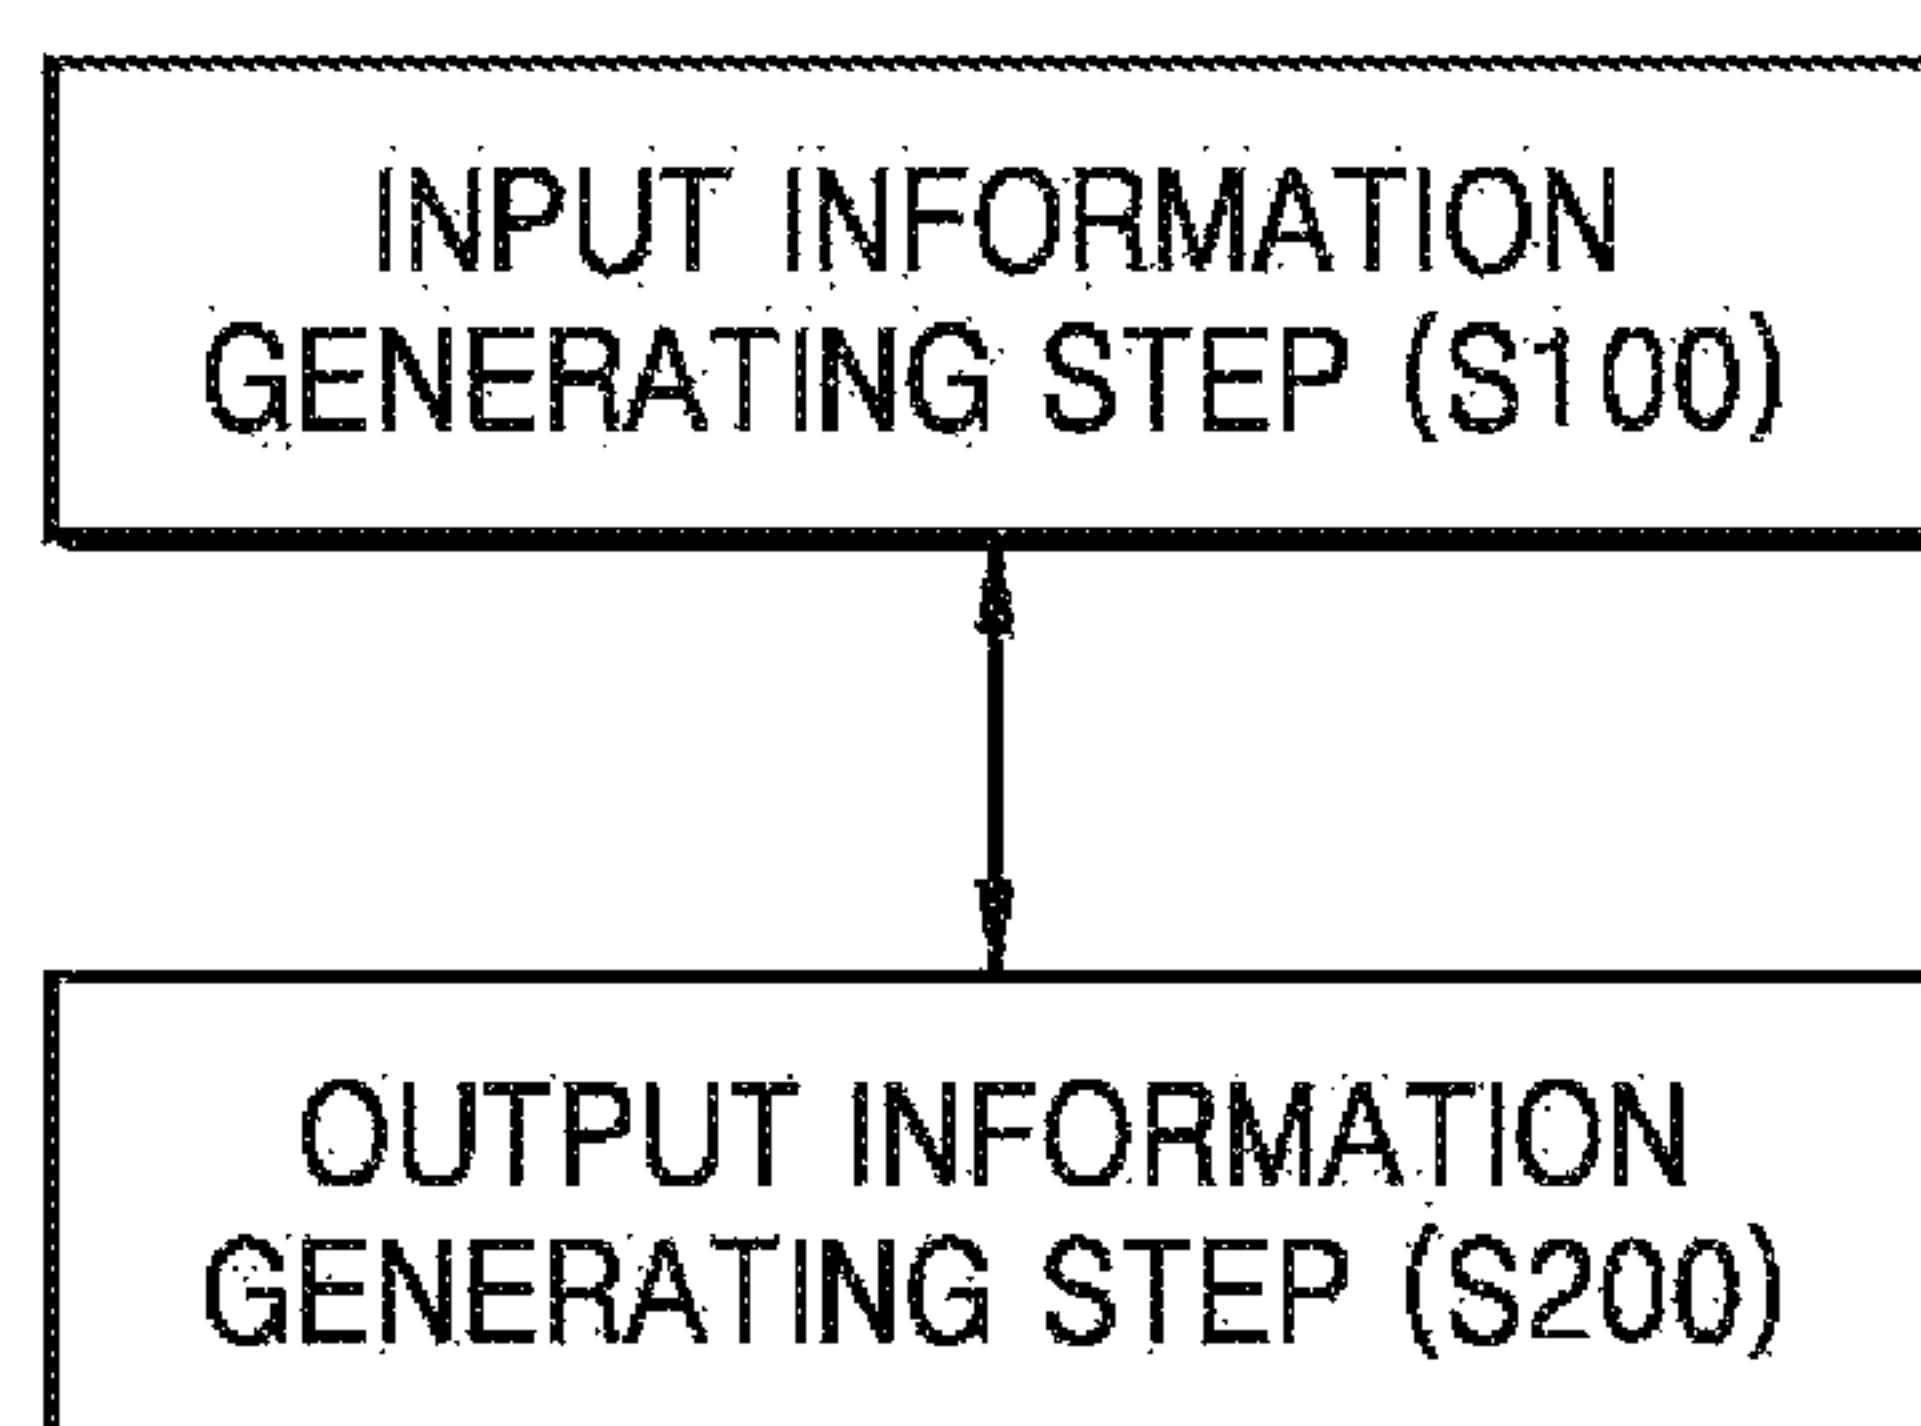 INPUT INFORMATION
GENERATING STEP (S100)
OUTPUT INFORMATION
GENERATING STEP (S200)